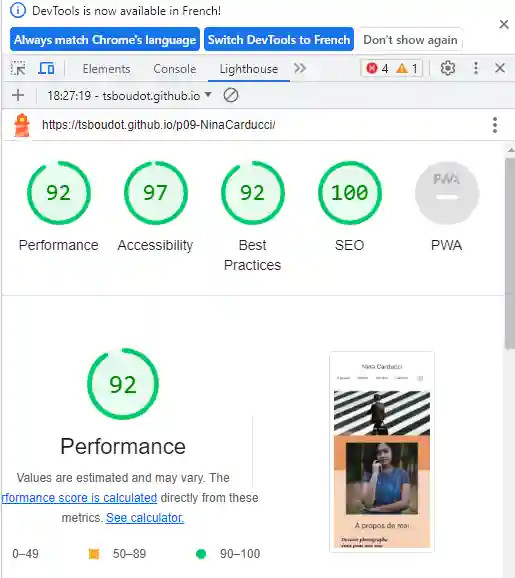 DevTools is now available in French!
Always match Chrome's language Switch DevTools to French Don't show again
Elements Console Lighthouse 4 1
18:27:19 - tsboudot.github.io
https://tsboudot.github.io/p09-NinaCarducci/
92 97 92 100 PWA
Performance Accessibility Best Practices SEO PWA
92
Performance
Values are estimated and may vary. The
rformance score is calculated directly from these
metrics. See calculator.
0–49 50–89 90–100
Nina Carducci
A propos de moi